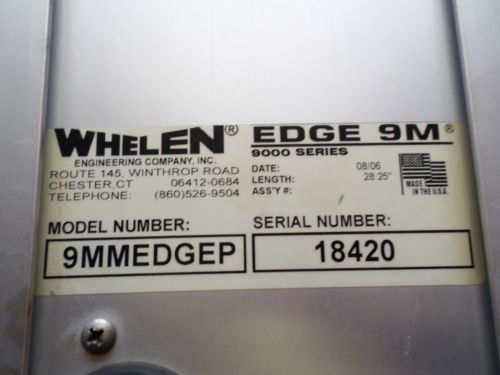 WHELEN® EDGE 9M®
ENGINEERING COMPANY, INC. 9000 SERIES
ROUTE 145, WINTHROP ROAD DATE: 08/06
CHESTER, CT 06412-0684 LENGTH: 28.25"
TELEPHONE: (860)526-9504 ASS'Y #:
MADE
IN THE U.S.A.
MODEL NUMBER: SERIAL NUMBER:
9MMEDGEP 18420